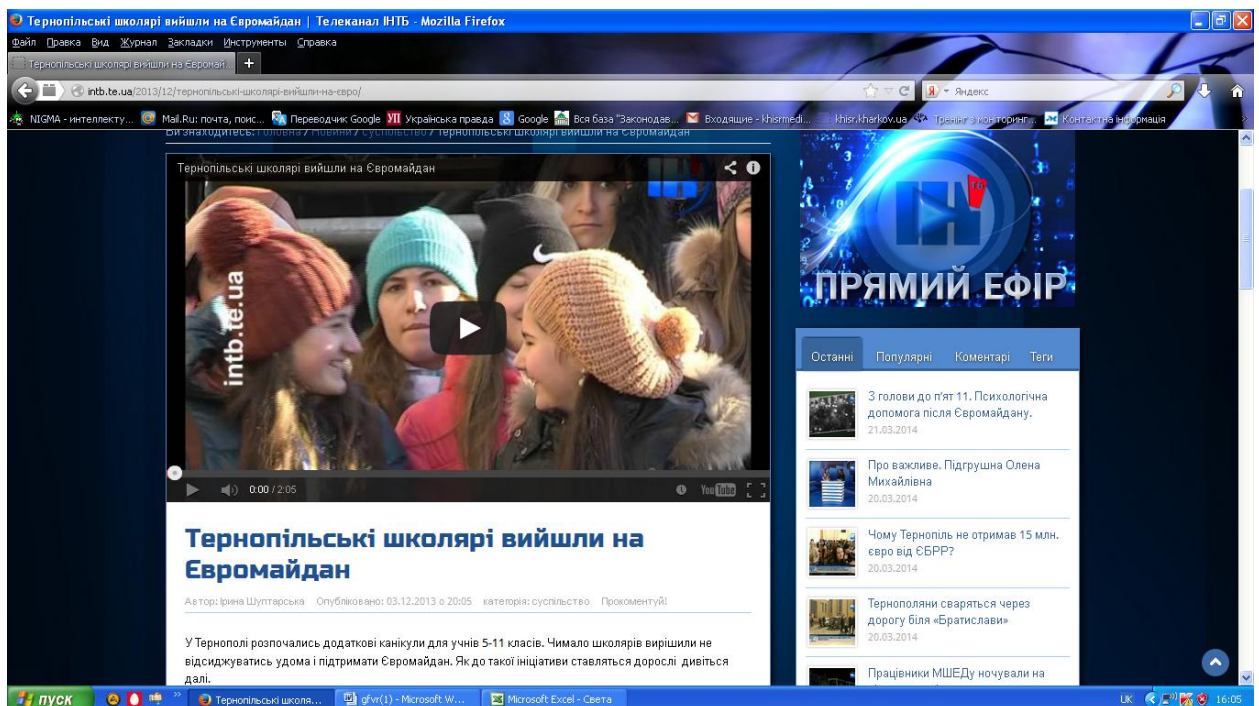 Тернопільські школярі вийшли на Євромайдан | Телеканал ІНТБ - Mozilla Firefox
Файл Правка Вид Журнал Закладки Инструменты Справка
Тернопільські школярі вийшли на Євромай...
intb.te.ua/2013/12/тернопільські-школярі-вийшли-на-євро/
Яндекс
NIGMA - интеллекту... Mail.Ru: почта, поис... Переводчик Google УП Українська правда Google Вся база "Законодав... Входящие - khisrmedi... khisr.kharkov.ua Тренінг з моніторинг... Контактна інформація
Ви знаходитесь: Головна / Новини / Суспільство / Тернопільські школярі вийшли на Євромайдан
Тернопільські школярі вийшли на Євромайдан
intb.te.ua
0:00 / 2:05
YouTube
Тернопільські школярі вийшли на
Євромайдан
Автор: Ірина Шуптарська Опубліковано: 03.12.2013 о 20:05 категорія: суспільство Прокоментуй!
У Тернополі розпочались додаткові канікули для учнів 5-11 класів. Чимало школярів вирішили не
відсиджуватись удома і підтримати Євромайдан. Як до такої ініціативи ставляться дорослі дивіться
далі.
ПРЯМИЙ ЕФІР
Останні Популярні Коментарі Теги
З голови до п'ят 11. Психологічна
допомога після Євромайдану.
21.03.2014
Про важливе. Підгрушна Олена
Михайлівна
20.03.2014
Чому Тернопіль не отримав 15 млн.
євро від ЄБРР?
20.03.2014
Тернополяни сваряться через
дорогу біля «Братислави»
20.03.2014
Працівники МШЕДу ночували на
пуск Тернопільські школя... gfvr(1) - Microsoft W... Microsoft Excel - Света UK 16:05